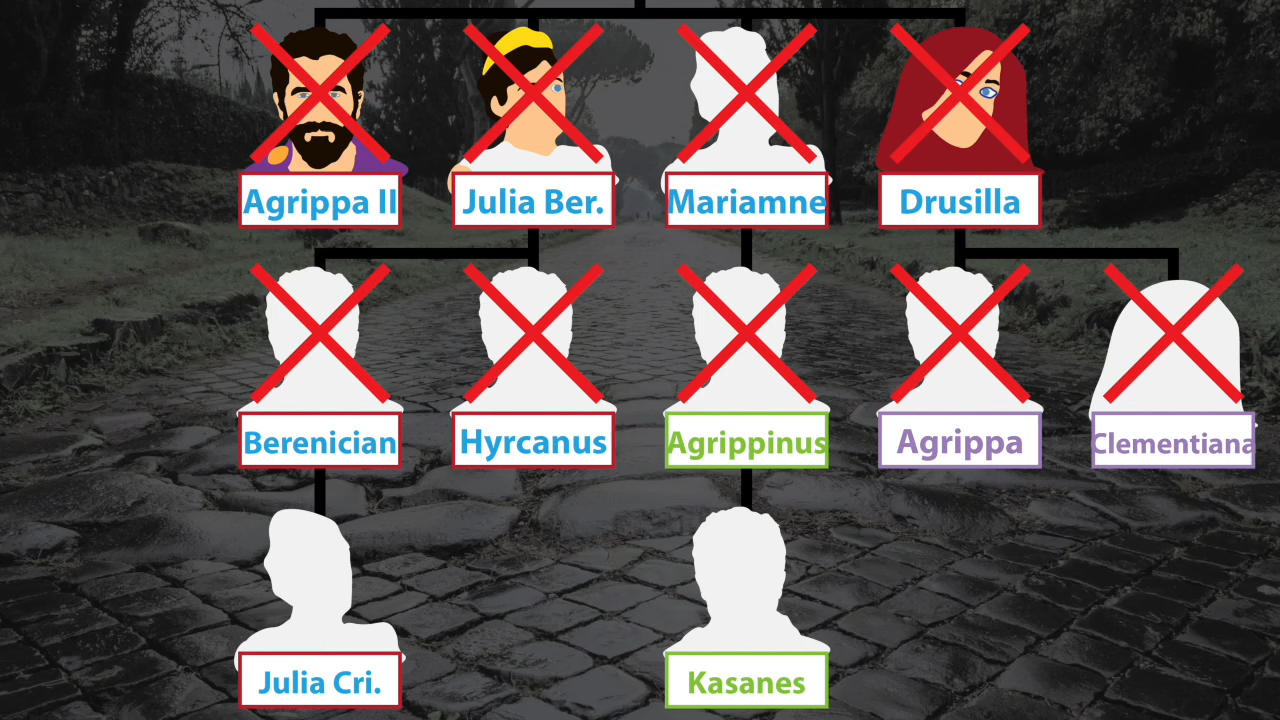 Agrippa II
Julia Ber.
Mariamne
Drusilla
Berenician
Hyrcanus
Agrippinus
Agrippa
Clementiana
Julia Cri.
Kasanes